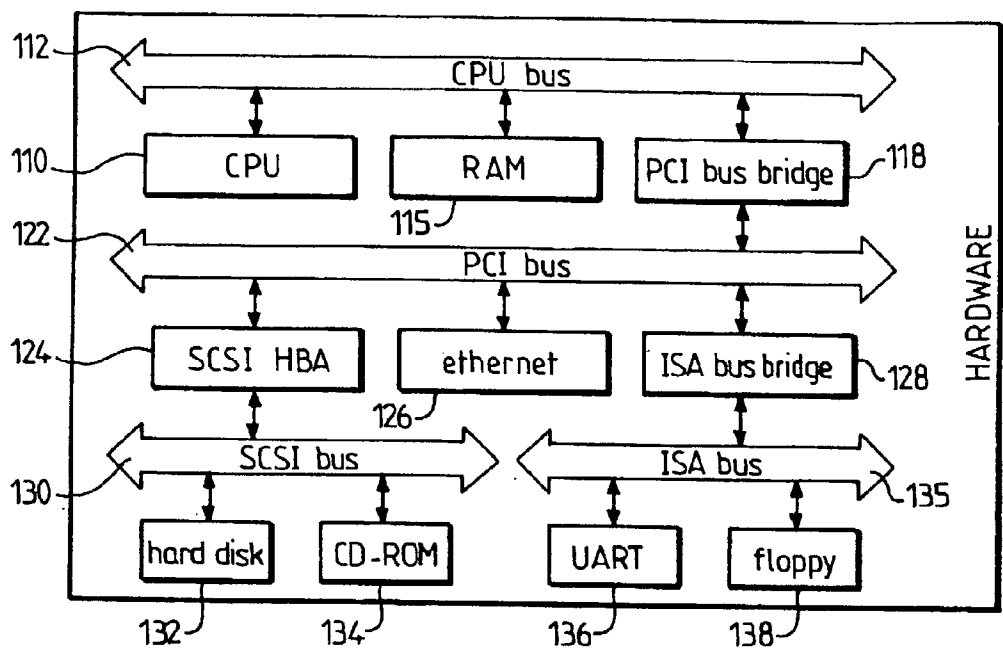 112
CPU bus
110
CPU
RAM
PCI bus bridge
118
115
122
PCI bus
HARDWARE
124
SCSI HBA
ethernet
ISA bus bridge
128
126
SCSI bus
ISA bus
130
135
hard disk
CD-ROM
UART
floppy
132
134
136
138